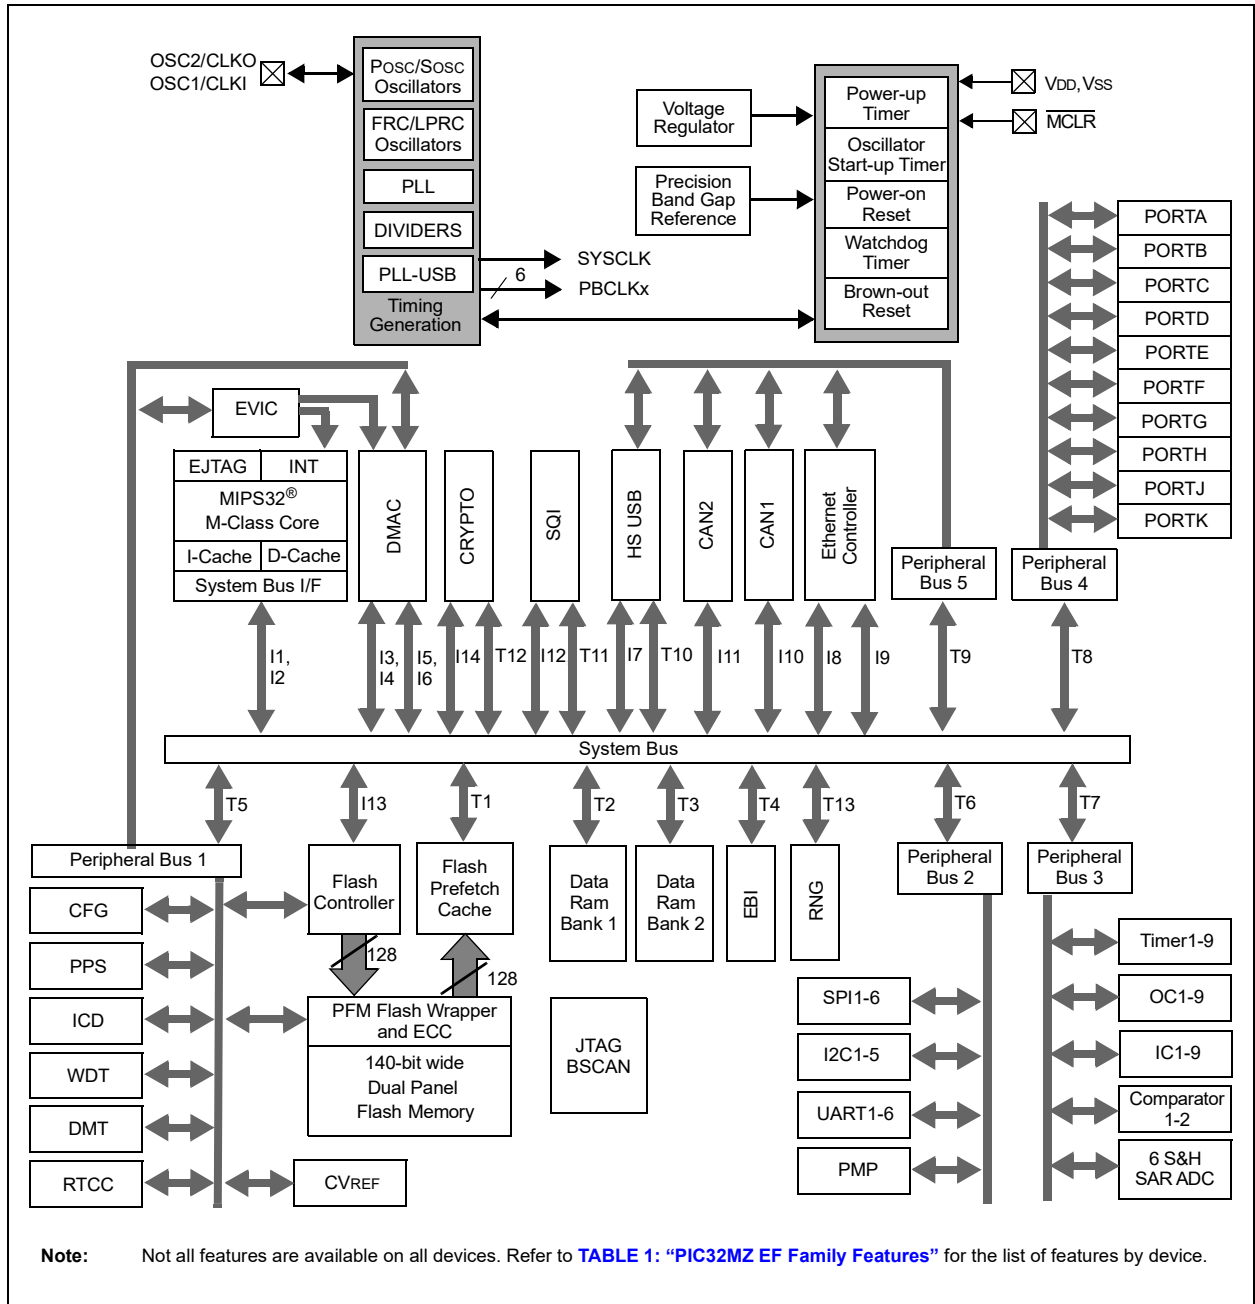 OSC2/CLKO
OSC1/CLKI
POSC/SOSC
Oscillators
FRC/LPRC
Oscillators
PLL
DIVIDERS
PLL-USB
Timing
Generation
6
SYSCLK
PBCLKx
Voltage
Regulator
Precision
Band Gap
Reference
Power-up
Timer
Oscillator
Start-up Timer
Power-on
Reset
Watchdog
Timer
Brown-out
Reset
VDD, VSS
MCLR
PORTA
PORTB
PORTC
PORTD
PORTE
PORTF
PORTG
PORTH
PORTJ
PORTK
EVIC
EJTAG
INT
MIPS32®
M-Class Core
I-Cache
D-Cache
System Bus I/F
DMAC
CRYPTO
SQI
HS USB
CAN2
CAN1
Ethernet
Controller
Peripheral
Bus 5
Peripheral
Bus 4
I1,
I2
I3,
I4
I5,
I6
I14
T12
I12
T11
I7
T10
I11
I10
I8
I9
T9
T8
System Bus
T5
I13
T1
T2
T3
T4
T13
T6
T7
Peripheral Bus 1
Flash
Controller
Flash
Prefetch
Cache
Data
Ram
Bank 1
Data
Ram
Bank 2
EBI
RNG
Peripheral
Bus 2
Peripheral
Bus 3
CFG
PPS
ICD
WDT
DMT
RTCC
128
128
PFM Flash Wrapper
and ECC
140-bit wide
Dual Panel
Flash Memory
CVREF
JTAG
BSCAN
SPI1-6
I2C1-5
UART1-6
PMP
Timer1-9
OC1-9
IC1-9
Comparator
1-2
6 S&H
SAR ADC
Note: Not all features are available on all devices. Refer to TABLE 1: “PIC32MZ EF Family Features” for the list of features by device.